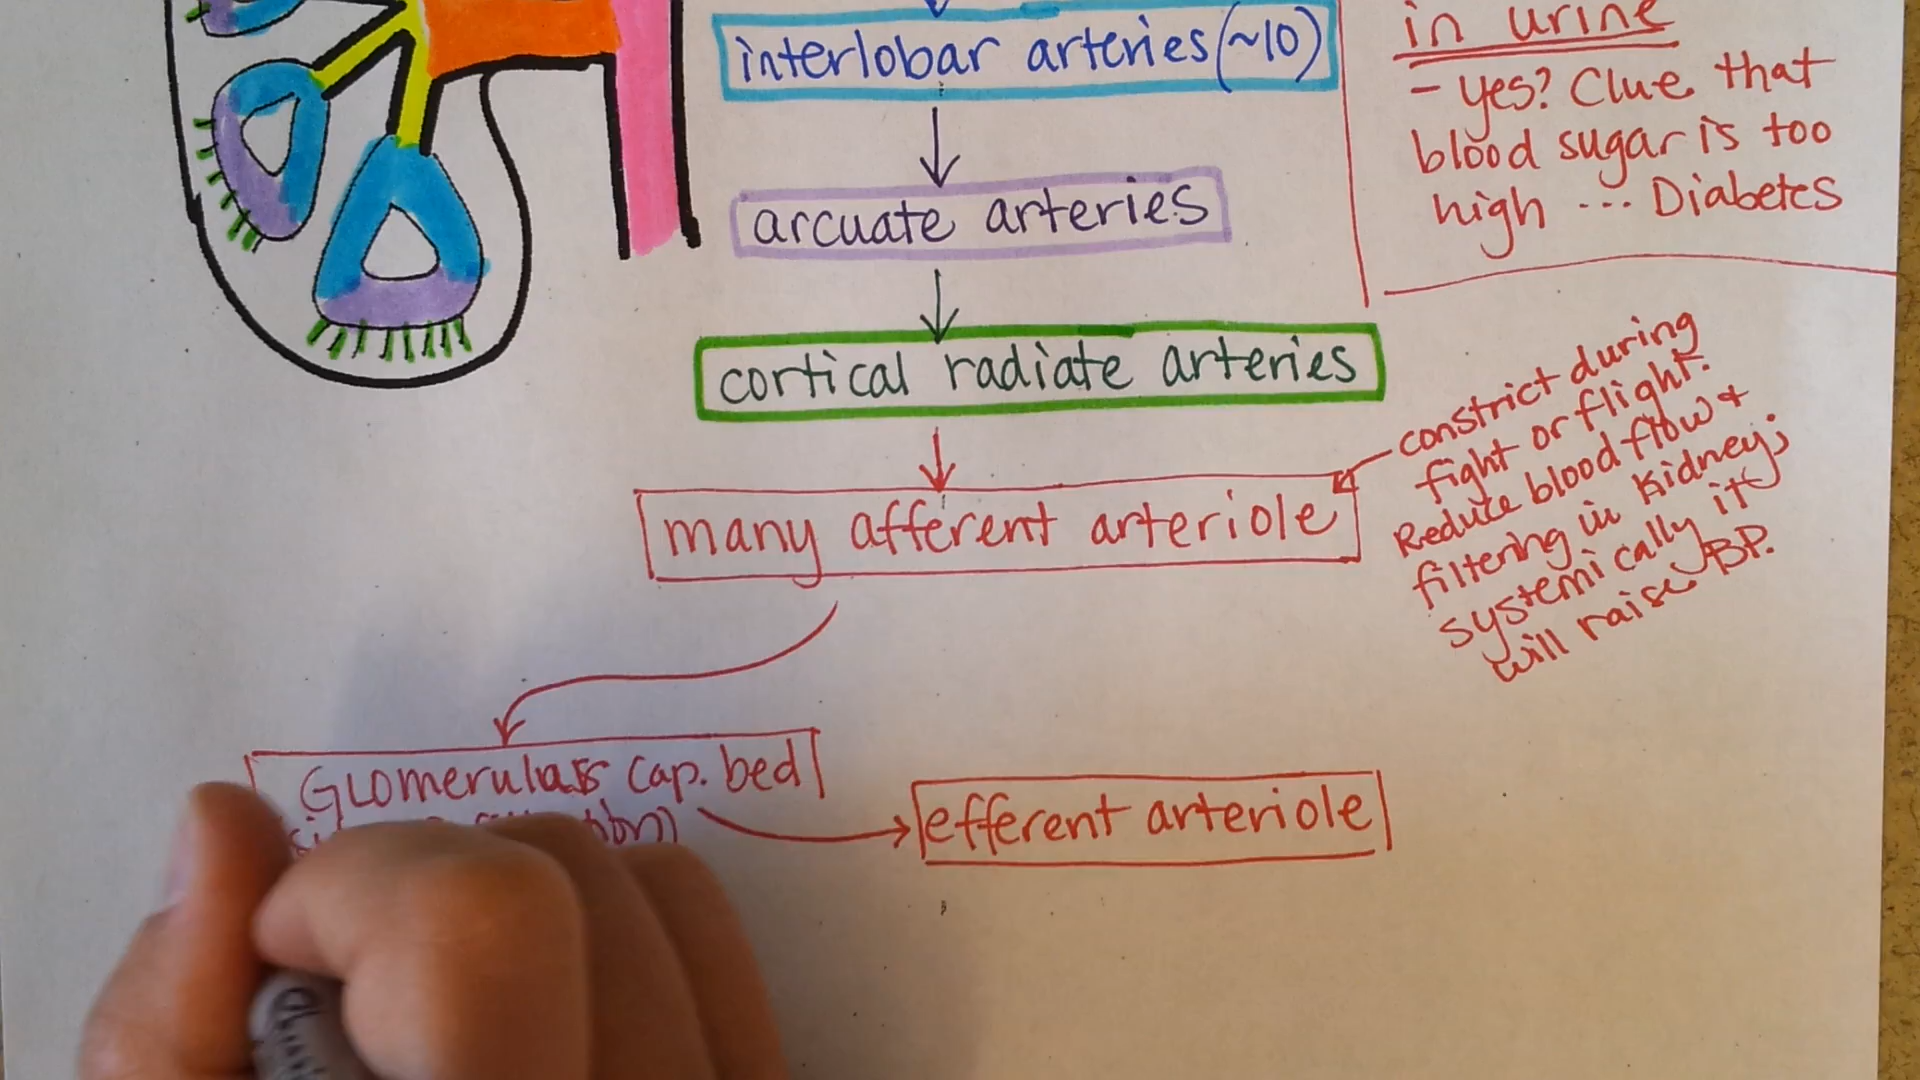 interlobar arteries (~10)
arcuate arteries
cortical radiate arteries
many afferent arteriole
Glomerular cap. bed
efferent arteriole
in urine
- yes? Clue that
blood sugar is too
high ... Diabetes
constrict during
fight or flight.
Reduce blood flow +
filtering in kidney;
systemically it
will raise BP.